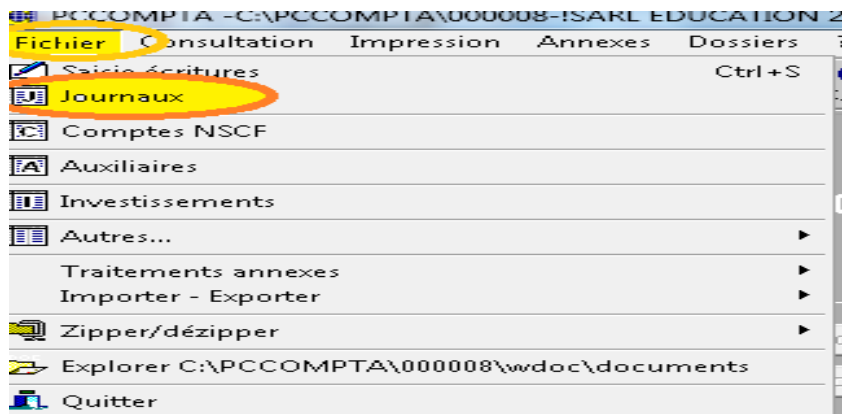 PCCOMPTA -C:\PCCOMPTA\000008-!SARL EDUCATION 2
Fichier Consultation Impression Annexes Dossiers ?
Saisie écritures Ctrl+S
Journaux
Comptes NSCF
Auxiliaires
Investissements
Autres...
Traitements annexes
Importer - Exporter
Zipper/dézipper
Explorer C:\PCCOMPTA\000008\wdoc\documents
Quitter